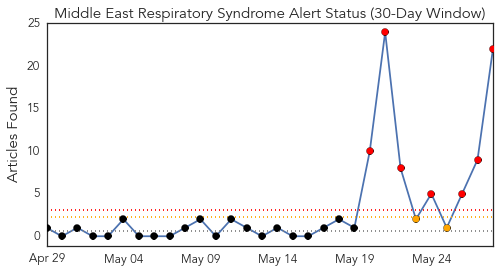 Middle East Respiratory Syndrome Alert Status (30-Day Window)
Articles Found
25
20
15
10
5
0
Apr 29 May 04 May 09 May 14 May 19 May 24